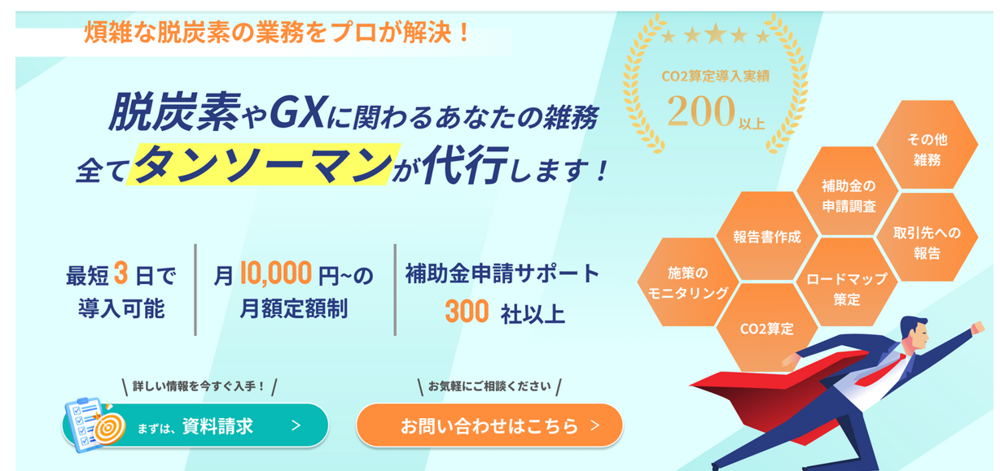 煩雑な脱炭素の業務をプロが解決！
脱炭素やGXに関わるあなたの雑務
全てタンソーマンが代行します！
CO2算定導入実績
200以上
最短3日で
導入可能
月10,000円~の
月額定額制
補助金申請サポート
300 社以上
その他
雑務
補助金の
申請調査
報告書作成
取引先への
報告
施策の
モニタリング
ロードマップ
策定
CO2算定
\ 詳しい情報を今すぐ入手！ /
まずは、資料請求 >
\ お気軽にご相談ください /
お問い合わせはこちら >